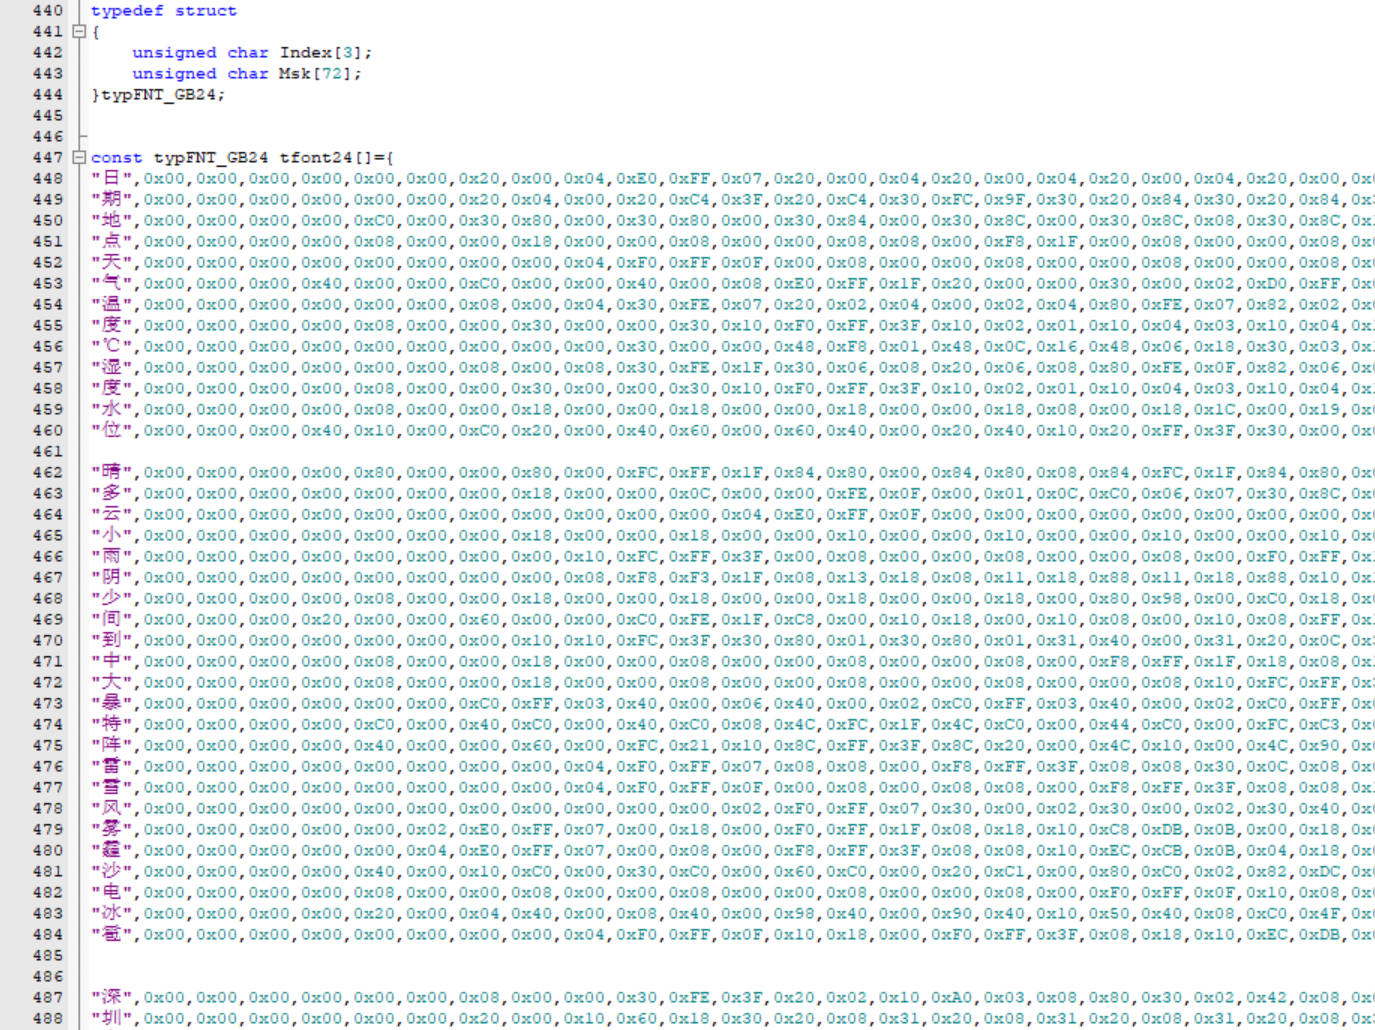 440 typedef struct
441 {
442 unsigned char Index[3];
443 unsigned char Msk[72];
444 }typFNT_GB24;
445
446
447 const typFNT_GB24 tfont24[]={
448 "日",0x00,0x00,0x00,0x00,0x00,0x00,0x20,0x00,0x04,0xE0,0xFF,0x07,0x20,0x00,0x04,0x20,0x00,0x04,0x20,0x00,0x04,0x20,0x00,0x
449 "期",0x00,0x00,0x00,0x00,0x00,0x00,0x20,0x04,0x00,0x20,0xC4,0x3F,0x20,0xC4,0x30,0xFC,0x9F,0x30,0x20,0x84,0x30,0x20,0x84,0x
450 "地",0x00,0x00,0x00,0x00,0xC0,0x00,0x30,0x80,0x00,0x30,0x80,0x00,0x30,0x84,0x00,0x30,0x8C,0x00,0x30,0x8C,0x08,0x30,0x8C,0x
451 "点",0x00,0x00,0x00,0x00,0x08,0x00,0x00,0x18,0x00,0x00,0x08,0x00,0x00,0x08,0x08,0x00,0xF8,0x1F,0x00,0x08,0x00,0x00,0x08,0x
452 "天",0x00,0x00,0x00,0x00,0x00,0x00,0x00,0x00,0x04,0xF0,0xFF,0x0F,0x00,0x08,0x00,0x00,0x08,0x00,0x00,0x08,0x00,0x00,0x08,0x
453 "气",0x00,0x00,0x00,0x40,0x00,0x00,0xC0,0x00,0x00,0x40,0x00,0x08,0xE0,0xFF,0x1F,0x20,0x00,0x00,0x30,0x00,0x02,0xD0,0xFF,0x
454 "温",0x00,0x00,0x00,0x00,0x00,0x00,0x08,0x00,0x04,0x30,0xFE,0x07,0x20,0x02,0x04,0x00,0x02,0x04,0x80,0xFE,0x07,0x82,0x02,0x
455 "度",0x00,0x00,0x00,0x00,0x08,0x00,0x00,0x30,0x00,0x00,0x30,0x10,0xF0,0xFF,0x3F,0x10,0x02,0x01,0x10,0x04,0x03,0x10,0x04,0x
456 "℃",0x00,0x00,0x00,0x00,0x00,0x00,0x00,0x00,0x00,0x30,0x00,0x00,0x48,0xF8,0x01,0x48,0x0C,0x16,0x48,0x06,0x18,0x30,0x03,0x
457 "湿",0x00,0x00,0x00,0x00,0x00,0x00,0x08,0x00,0x08,0x30,0xFE,0x1F,0x30,0x06,0x08,0x20,0x06,0x08,0x80,0xFE,0x0F,0x82,0x06,0x
458 "度",0x00,0x00,0x00,0x00,0x08,0x00,0x00,0x30,0x00,0x00,0x30,0x10,0xF0,0xFF,0x3F,0x10,0x02,0x01,0x10,0x04,0x03,0x10,0x04,0x
459 "水",0x00,0x00,0x00,0x00,0x08,0x00,0x00,0x18,0x00,0x00,0x18,0x00,0x00,0x18,0x00,0x00,0x18,0x08,0x00,0x18,0x1C,0x00,0x19,0x
460 "位",0x00,0x00,0x00,0x40,0x10,0x00,0xC0,0x20,0x00,0x40,0x60,0x00,0x60,0x40,0x00,0x20,0x40,0x10,0x20,0xFF,0x3F,0x30,0x00,0x
461
462 "晴",0x00,0x00,0x00,0x00,0x80,0x00,0x00,0x80,0x00,0xFC,0xFF,0x1F,0x84,0x80,0x00,0x84,0x80,0x08,0x84,0xFC,0x1F,0x84,0x80,0x
463 "多",0x00,0x00,0x00,0x00,0x00,0x00,0x00,0x18,0x00,0x00,0x0C,0x00,0x00,0xFE,0x0F,0x00,0x01,0x0C,0xC0,0x06,0x07,0x30,0x8C,0x
464 "云",0x00,0x00,0x00,0x00,0x00,0x00,0x00,0x00,0x00,0x00,0x00,0x04,0xE0,0xFF,0x0F,0x00,0x00,0x00,0x00,0x00,0x00,0x00,0x00,0x
465 "小",0x00,0x00,0x00,0x00,0x00,0x00,0x00,0x18,0x00,0x00,0x18,0x00,0x00,0x10,0x00,0x00,0x10,0x00,0x00,0x10,0x00,0x00,0x10,0x
466 "雨",0x00,0x00,0x00,0x00,0x00,0x00,0x00,0x00,0x10,0xFC,0xFF,0x3F,0x00,0x08,0x00,0x00,0x08,0x00,0x00,0x08,0x00,0xF0,0xFF,0x
467 "阴",0x00,0x00,0x00,0x00,0x00,0x00,0x00,0x00,0x08,0xF8,0xF3,0x1F,0x08,0x13,0x18,0x08,0x11,0x18,0x88,0x11,0x18,0x88,0x10,0x
468 "少",0x00,0x00,0x00,0x00,0x08,0x00,0x00,0x18,0x00,0x00,0x18,0x00,0x00,0x18,0x00,0x00,0x18,0x00,0x80,0x98,0x00,0xC0,0x18,0x
469 "间",0x00,0x00,0x00,0x20,0x00,0x00,0x60,0x00,0x00,0xC0,0xFE,0x1F,0xC8,0x00,0x10,0x18,0x00,0x10,0x08,0x00,0x10,0x08,0xFF,0x
470 "到",0x00,0x00,0x00,0x00,0x00,0x00,0x00,0x10,0x10,0xFC,0x3F,0x30,0x80,0x01,0x30,0x80,0x01,0x31,0x40,0x00,0x31,0x20,0x0C,0x
471 "中",0x00,0x00,0x00,0x00,0x08,0x00,0x00,0x18,0x00,0x00,0x08,0x00,0x00,0x08,0x00,0x00,0x08,0x00,0xF8,0xFF,0x1F,0x18,0x08,0x
472 "大",0x00,0x00,0x00,0x00,0x08,0x00,0x00,0x18,0x00,0x00,0x08,0x00,0x00,0x08,0x00,0x00,0x08,0x00,0x00,0x08,0x10,0xFC,0xFF,0x
473 "暴",0x00,0x00,0x00,0x00,0x00,0x00,0xC0,0xFF,0x03,0x40,0x00,0x06,0x40,0x00,0x02,0xC0,0xFF,0x03,0x40,0x00,0x02,0xC0,0xFF,0x
474 "特",0x00,0x00,0x00,0x00,0xC0,0x00,0x40,0xC0,0x00,0x40,0xC0,0x08,0x4C,0xFC,0x1F,0x4C,0xC0,0x00,0x44,0xC0,0x00,0xFC,0xC3,0x
475 "阵",0x00,0x00,0x00,0x00,0x40,0x00,0x00,0x60,0x00,0xFC,0x21,0x10,0x8C,0xFF,0x3F,0x8C,0x20,0x00,0x4C,0x10,0x00,0x4C,0x90,0x
476 "雷",0x00,0x00,0x00,0x00,0x00,0x00,0x00,0x00,0x04,0xF0,0xFF,0x07,0x08,0x08,0x00,0xF8,0xFF,0x3F,0x08,0x08,0x30,0x0C,0x08,0x
477 "雪",0x00,0x00,0x00,0x00,0x00,0x00,0x00,0x00,0x04,0xF0,0xFF,0x0F,0x00,0x08,0x00,0x08,0x08,0x00,0xF8,0xFF,0x3F,0x08,0x08,0x
478 "风",0x00,0x00,0x00,0x00,0x00,0x00,0x00,0x00,0x00,0x00,0x00,0x02,0xF0,0xFF,0x07,0x30,0x00,0x02,0x30,0x00,0x02,0x30,0x40,0x
479 "雾",0x00,0x00,0x00,0x00,0x00,0x02,0xE0,0xFF,0x07,0x00,0x18,0x00,0xF0,0xFF,0x1F,0x08,0x18,0x10,0xC8,0xDB,0x0B,0x00,0x18,0x
480 "霾",0x00,0x00,0x00,0x00,0x00,0x04,0xE0,0xFF,0x07,0x00,0x08,0x00,0xF8,0xFF,0x3F,0x08,0x08,0x10,0xEC,0xCB,0x0B,0x04,0x18,0x
481 "沙",0x00,0x00,0x00,0x00,0x40,0x00,0x10,0xC0,0x00,0x30,0xC0,0x00,0x60,0xC0,0x00,0x20,0xC1,0x00,0x80,0xC0,0x02,0x82,0xDC,0x
482 "电",0x00,0x00,0x00,0x00,0x08,0x00,0x00,0x08,0x00,0x00,0x08,0x00,0x00,0x08,0x00,0x00,0x08,0x00,0xF0,0xFF,0x0F,0x10,0x08,0x
483 "冰",0x00,0x00,0x00,0x00,0x20,0x00,0x04,0x40,0x00,0x08,0x40,0x00,0x98,0x40,0x00,0x90,0x40,0x10,0x50,0x40,0x08,0xC0,0x4F,0x
484 "雹",0x00,0x00,0x00,0x00,0x00,0x00,0x00,0x00,0x04,0xF0,0xFF,0x0F,0x10,0x18,0x00,0xF0,0xFF,0x3F,0x08,0x18,0x10,0xEC,0xDB,0x
485
486
487 "深",0x00,0x00,0x00,0x00,0x00,0x00,0x08,0x00,0x00,0x30,0xFE,0x3F,0x20,0x02,0x10,0xA0,0x03,0x08,0x80,0x30,0x02,0x42,0x08,0x
488 "圳",0x00,0x00,0x00,0x00,0x00,0x00,0x00,0x20,0x00,0x10,0x60,0x18,0x30,0x20,0x08,0x31,0x20,0x08,0x31,0x20,0x08,0x31,0x20,0x08,